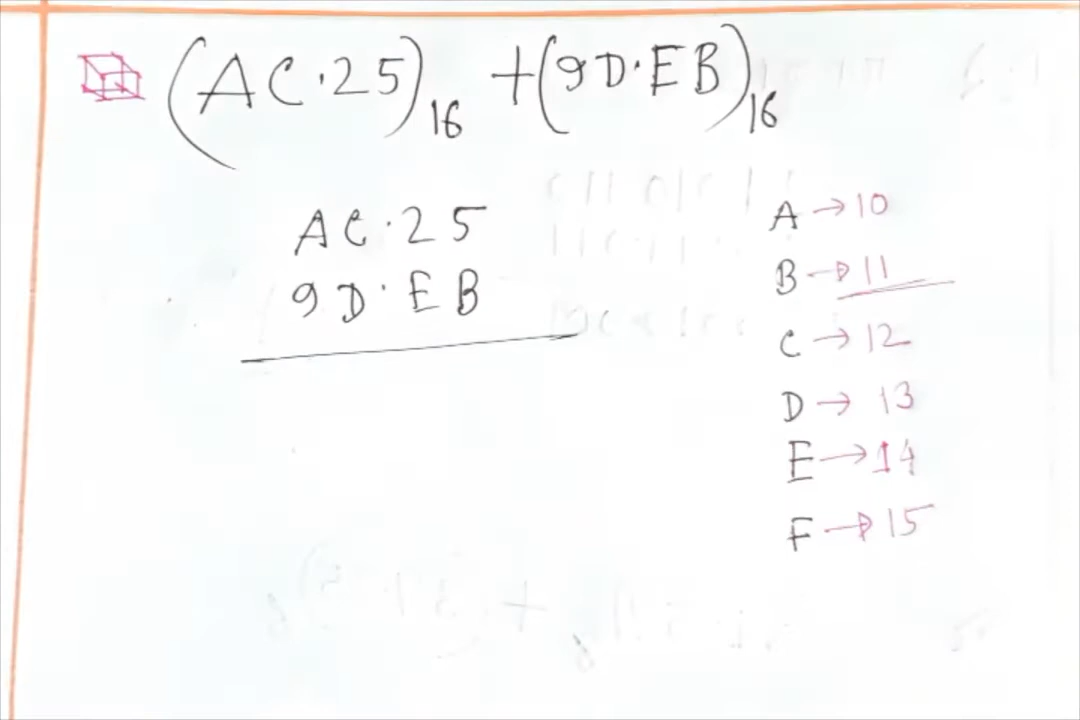 (AC.25)16 + (9D.EB)16
AC.25
9D.EB
A → 10
B → 11
C → 12
D → 13
E → 14
F → 15